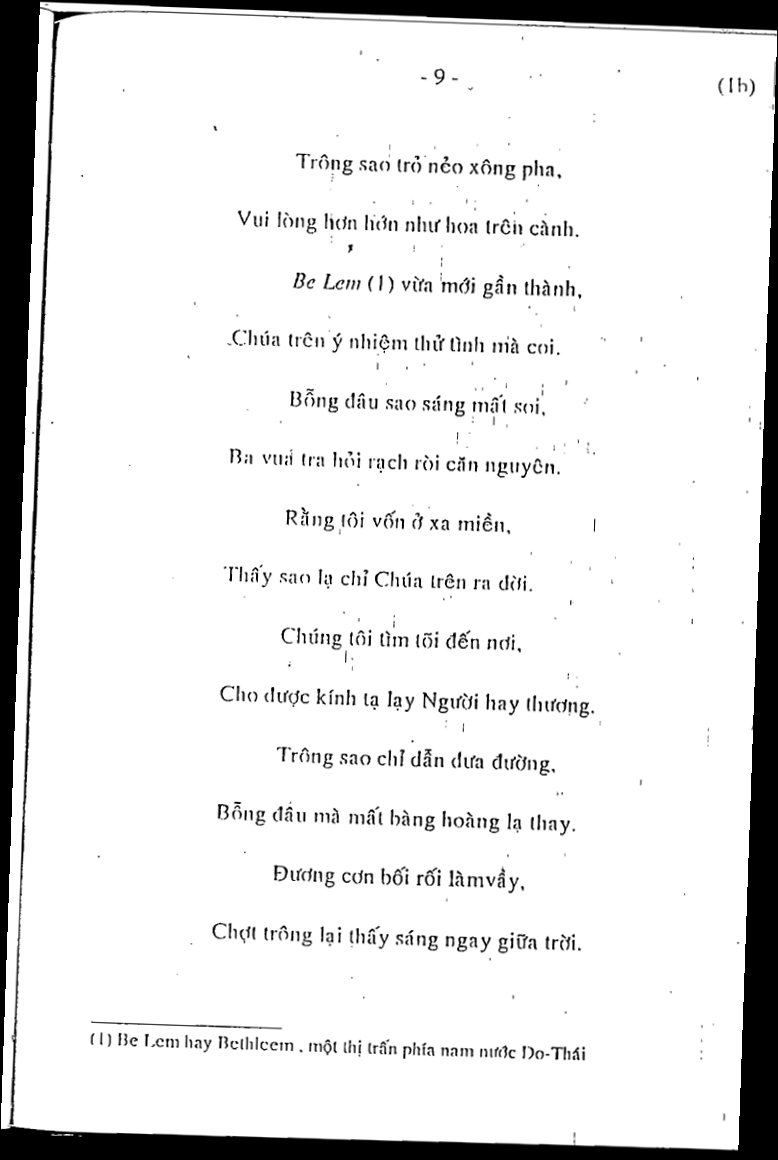 - 9 -
(1b)
Trông sao trỏ nẻo xông pha,
Vui lòng hơn hớn như hoa trên cành.
Be Lem (1) vừa mới gần thành,
Chúa trên ý nhiệm thử tình mà coi.
Bỗng đâu sao sáng mất soi,
Ba vua tra hỏi rạch ròi căn nguyên.
Rằng tôi vốn ở xa miền,
Thấy sao lạ chỉ Chúa trên ra đời.
Chúng tôi tìm tõi đến nơi,
Cho được kính tạ lạy Người hay thương.
Trông sao chỉ dẫn đưa đường,
Bỗng đâu mà mất bàng hoàng lạ thay.
Đương cơn bối rối làmvầy,
Chợt trông lại thấy sáng ngay giữa trời.
(1) Be Lem hay Bethleem , một thị trấn phía nam nước Do-Thái